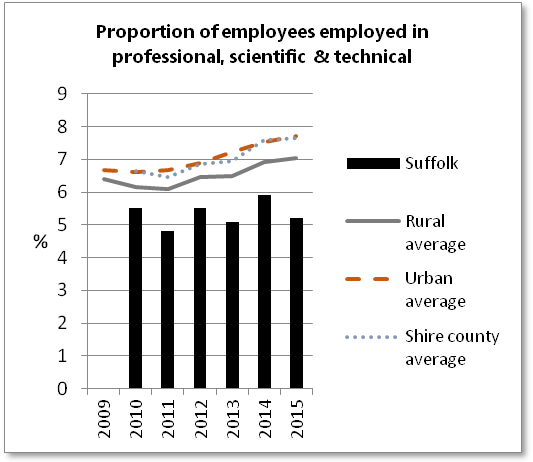 Proportion of employees employed in
professional, scientific & technical
9
8
7
6
5
4
3
2
1
0
%
2009
2010
2011
2012
2013
2014
2015
Suffolk
Rural
average
Urban
average
Shire county
average